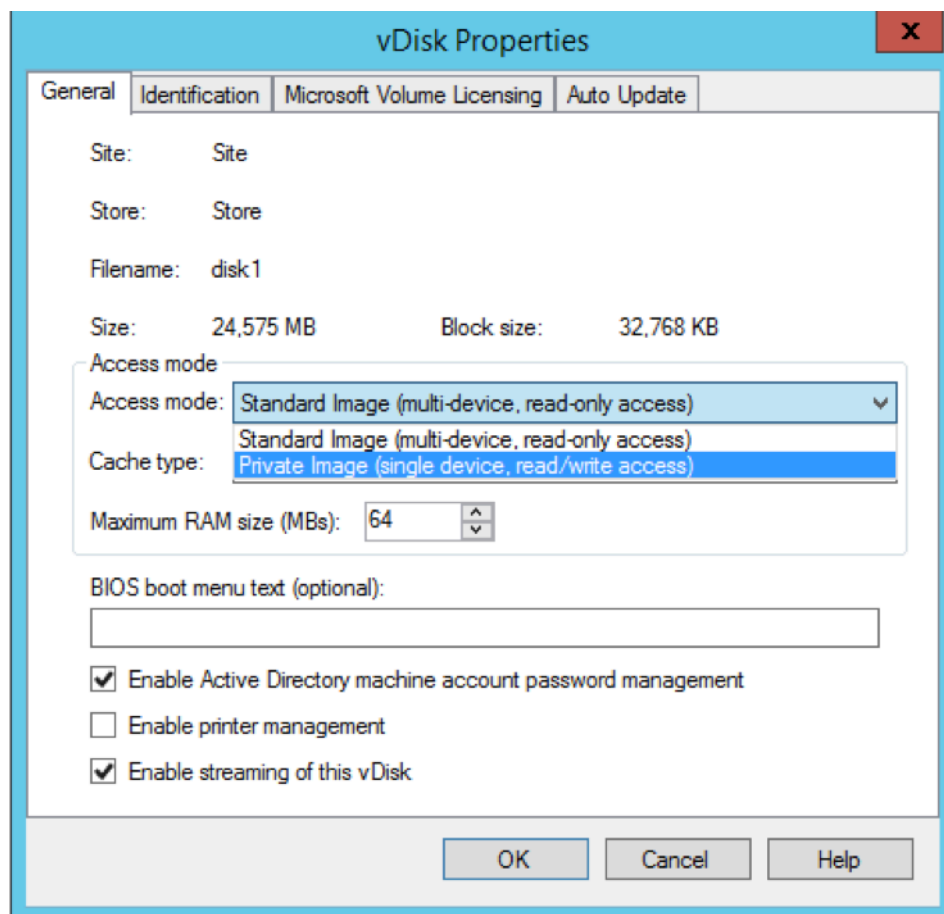 vDisk Properties
x
General Identification Microsoft Volume Licensing Auto Update
Site: Site
Store: Store
Filename: disk1
Size: 24,575 MB Block size: 32,768 KB
Access mode
Access mode: Standard Image (multi-device, read-only access)
Standard Image (multi-device, read-only access)
Cache type: Private Image (single device, read/write access)
Maximum RAM size (MBs): 64
BIOS boot menu text (optional):
Enable Active Directory machine account password management
Enable printer management
Enable streaming of this vDisk
OK Cancel Help